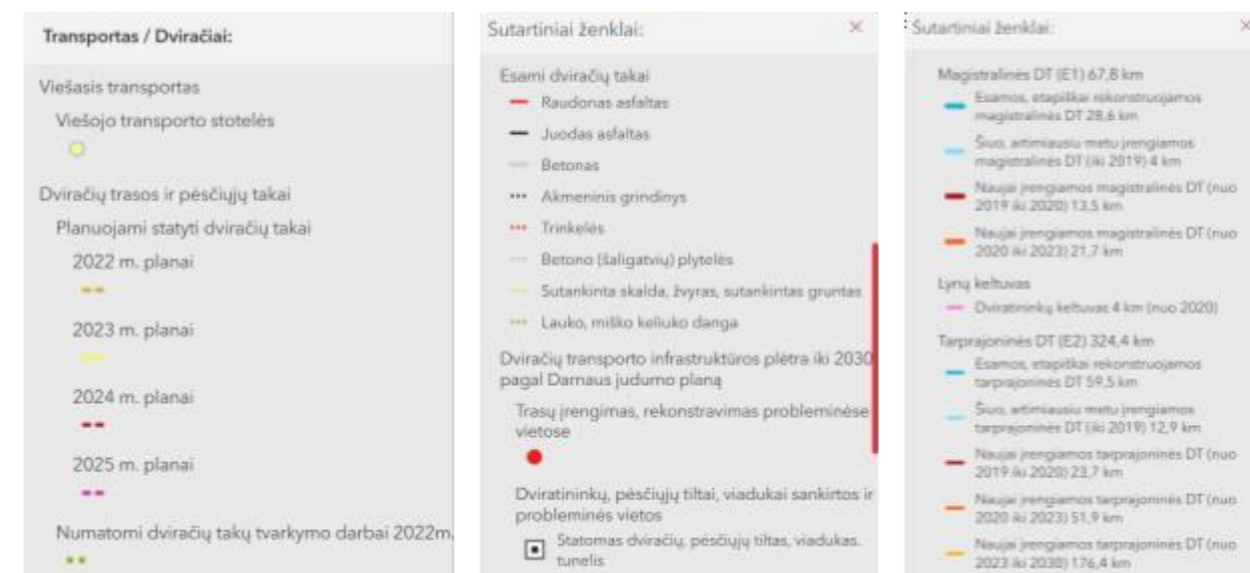 Transportas / Dviračiai:
Viešasis transportas
Viešojo transporto stotelės
Dviračių trasos ir pėsčiųjų takai
Planuojami statyti dviračių takai
2022 m. planai
2023 m. planai
2024 m. planai
2025 m. planai
Numatomi dviračių takų tvarkymo darbai 2022m.
Sutartiniai ženklai:
Esami dviračių takai
Raudonas asfaltas
Juodas asfaltas
Betonas
Akmeninis grindinys
Trinkelės
Betono (šaligatvių) plytelės
Sutankinta skalda, žvyras, sutankintas gruntas
Lauko, miško keliuko danga
Dviračių transporto infrastruktūros plėtra iki 2030
pagal Darnaus judumo planą
Trasų įrengimas, rekonstravimas probleminėse
vietose
Dviratininkų, pėsčiųjų tiltai, viadukai sankirtos ir
probleminės vietos
Statomas dviračių, pėsčiųjų tiltas, viadukas.
tunelis
Sutartiniai ženklai:
Magistralinės DT (E1) 67,8 km
Esamos, etapiškai rekonstruojamos
magistralinės DT 28,6 km
Šiuo, artimiausiu metu įrengiamos
magistralinės DT (iki 2019) 4 km
Naujai įrengiamos magistralinės DT (nuo
2019 iki 2020) 13,5 km
Naujai įrengiamos magistralinės DT (nuo
2020 iki 2023) 21,7 km
Lynų keltuvas
Dviratininkų keltuvas 4 km (nuo 2020)
Tarprajoninės DT (E2) 324,4 km
Esamos, etapiškai rekonstruojamos
tarprajoninės DT 59,5 km
Šiuo, artimiausiu metu įrengiamos
tarprajoninės DT (iki 2019) 12,9 km
Naujai įrengiamos tarprajoninės DT (nuo
2019 iki 2020) 23,7 km
Naujai įrengiamos tarprajoninės DT (nuo
2020 iki 2023) 51,9 km
Naujai įrengiamos tarprajoninės DT (nuo
2023 iki 2030) 176,4 km